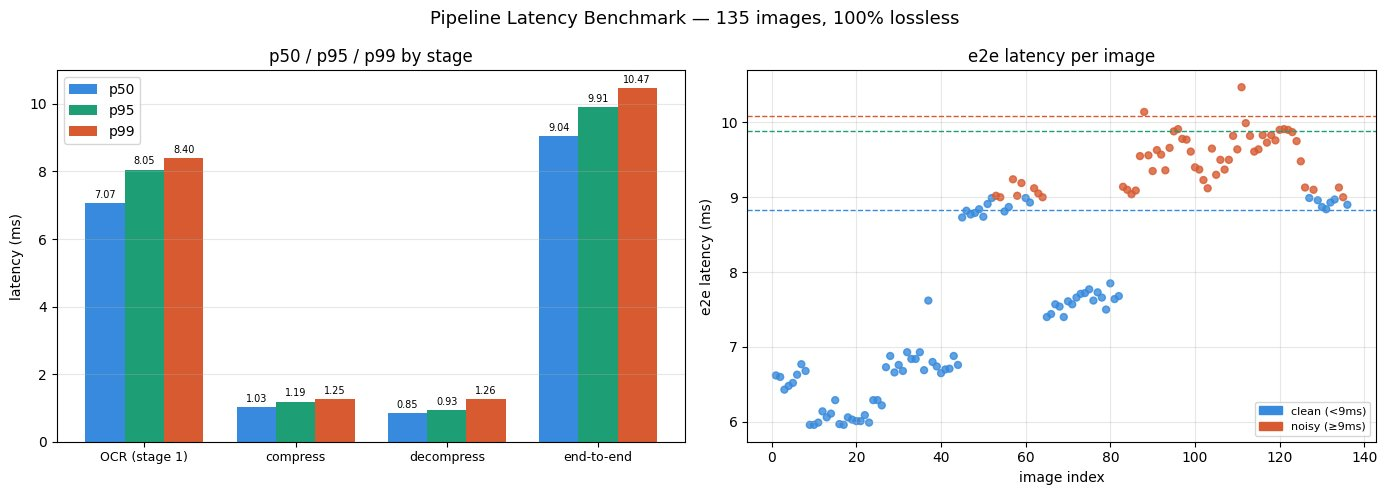 Pipeline Latency Benchmark — 135 images, 100% lossless
p50 / p95 / p99 by stage
latency (ms)
10
8
6
4
2
0
p50
p95
p99
7.07
8.05
8.40
1.03
1.19
1.25
0.85
0.93
1.26
9.04
9.91
10.47
OCR (stage 1)
compress
decompress
end-to-end
e2e latency per image
e2e latency (ms)
10
9
8
7
6
clean (<9ms)
noisy (≥9ms)
0
20
40
60
80
100
120
140
image index